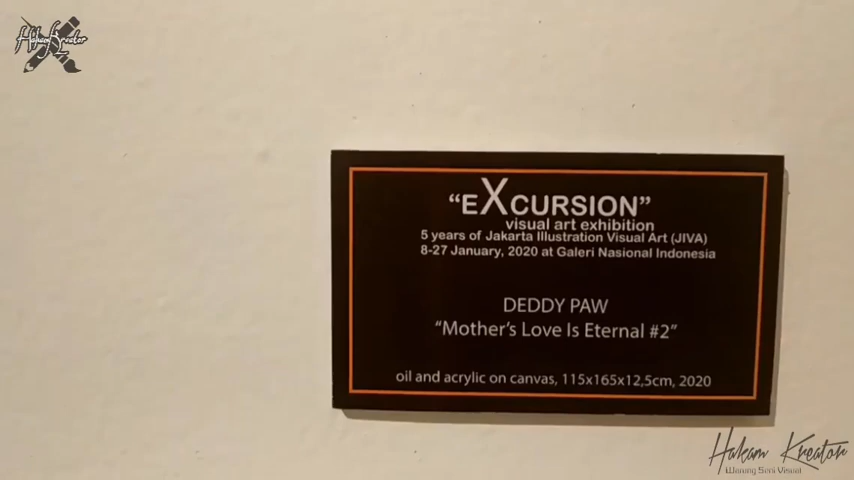 Hakam Kreator
“EXCURSION”
visual art exhibition
5 years of Jakarta Illustration Visual Art (JIVA)
8-27 January, 2020 at Galeri Nasional Indonesia
DEDDY PAW
“Mother’s Love Is Eternal #2”
oil and acrylic on canvas, 115x165x12,5cm, 2020
Hakam Kreator
Warung Seni Visual